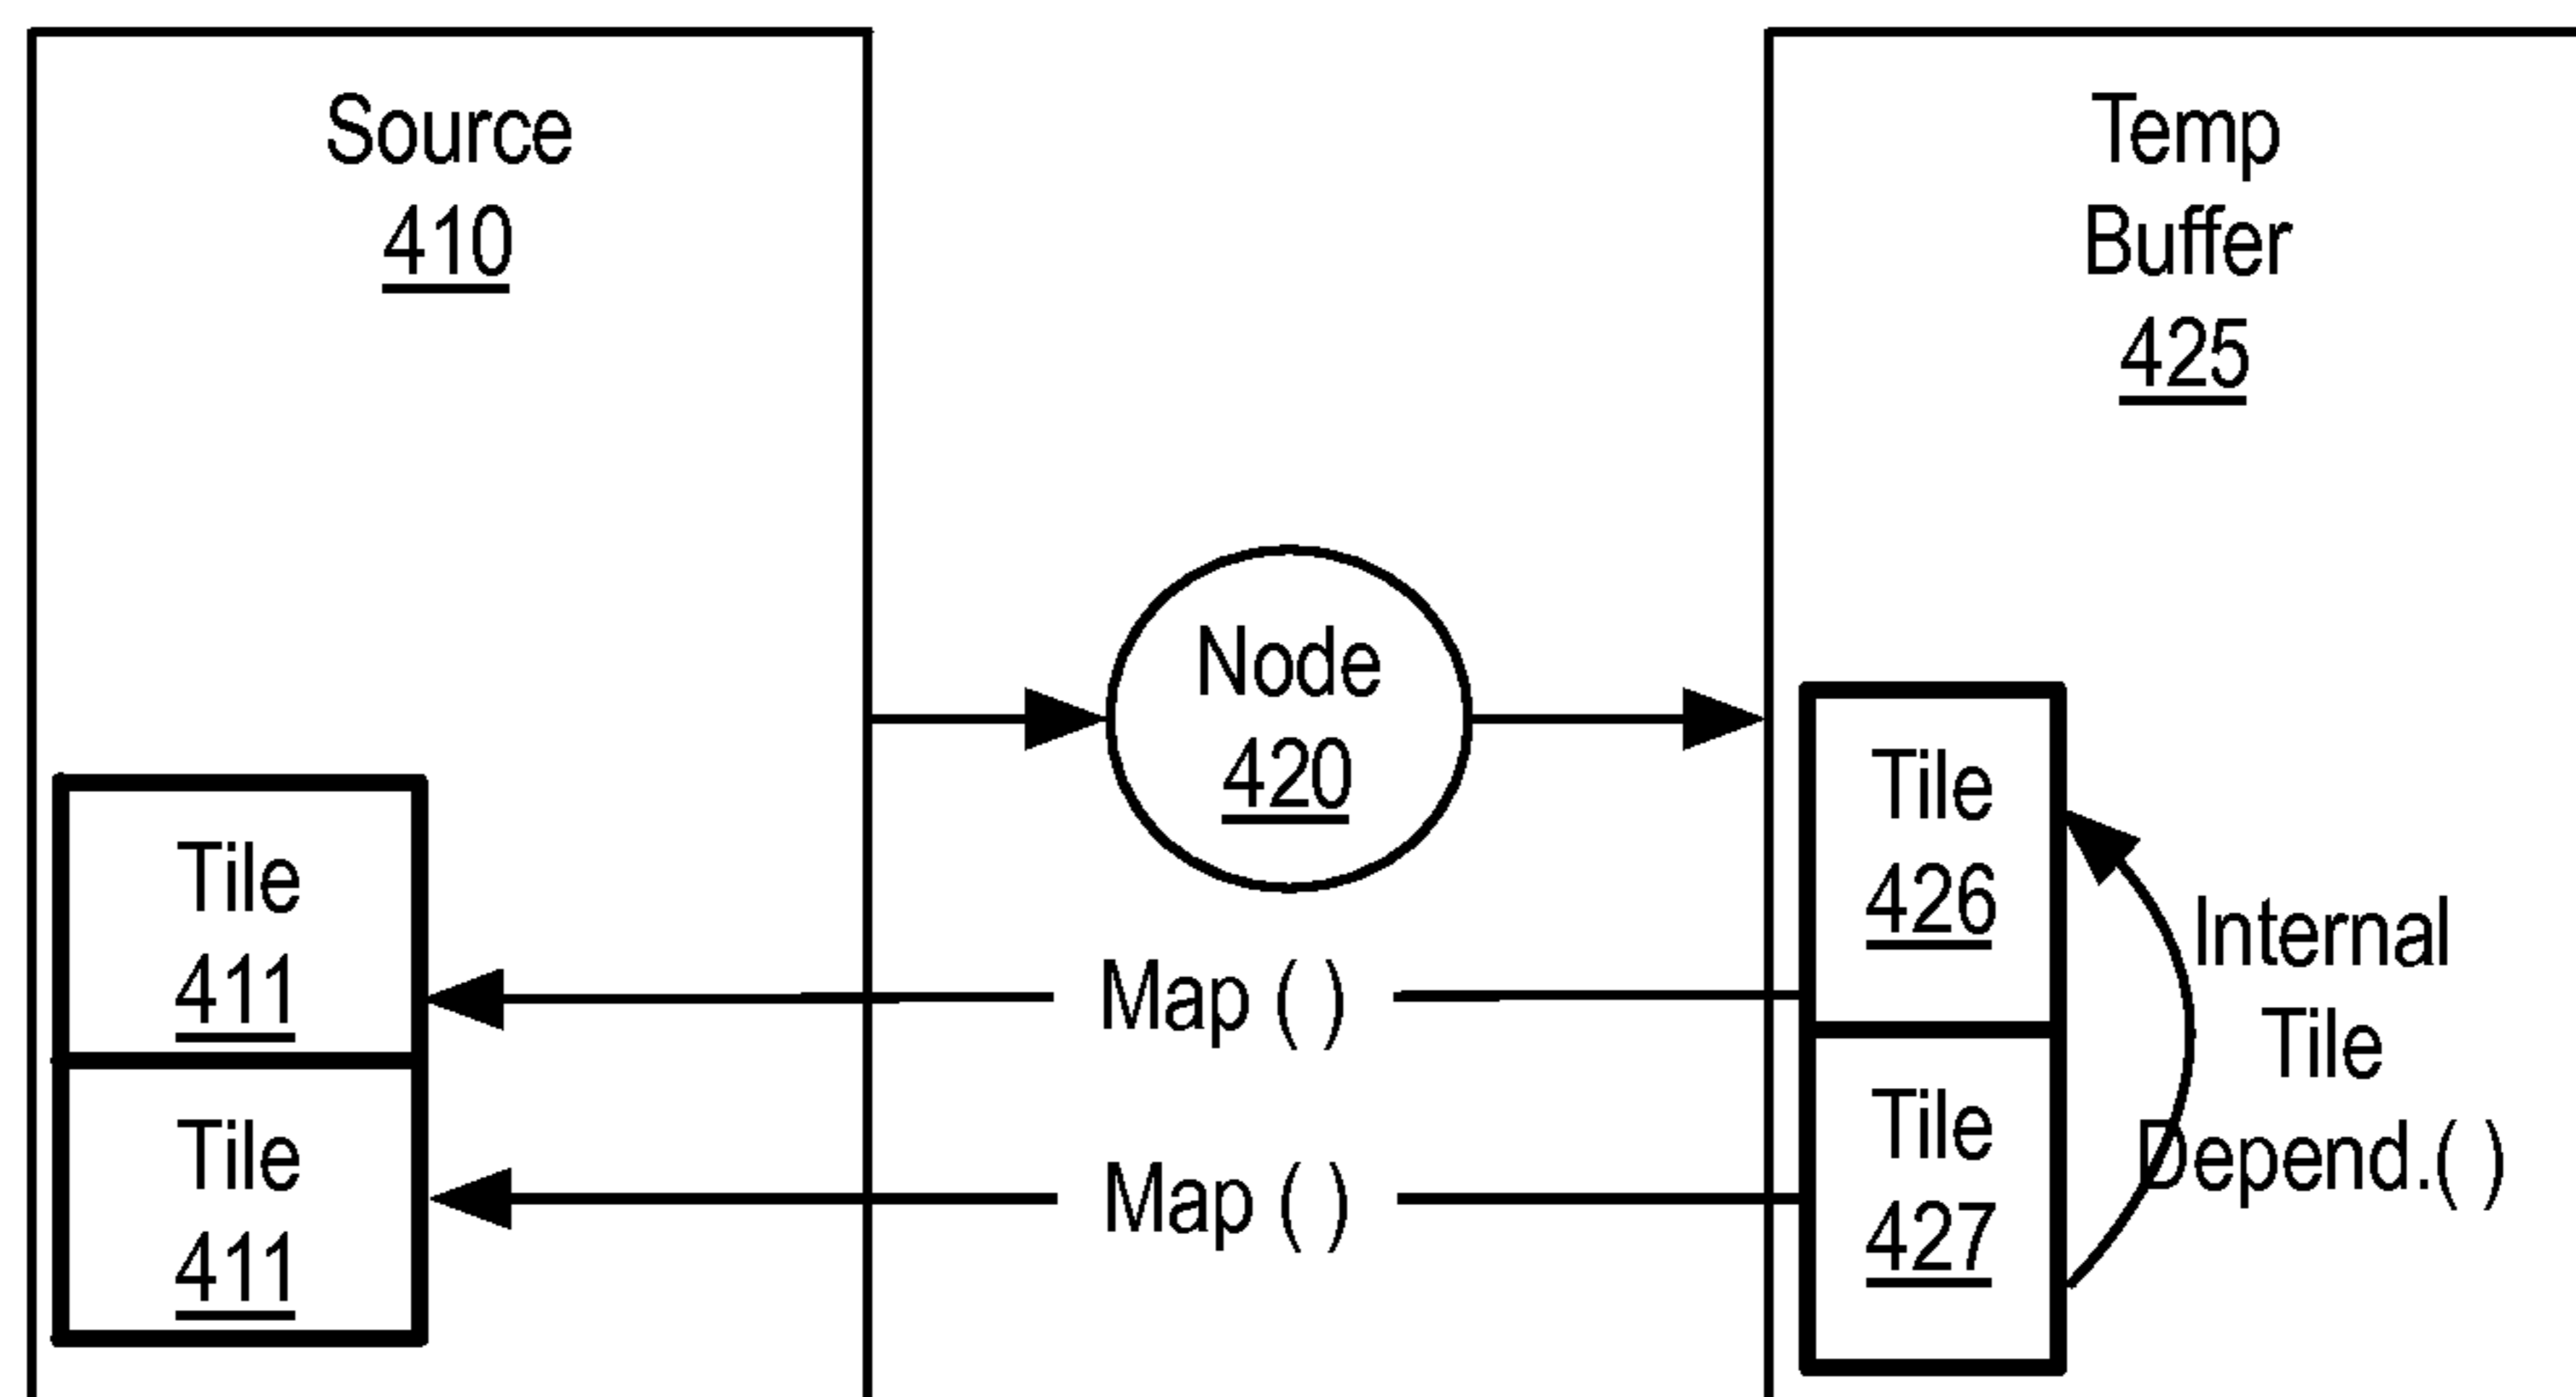 Source
410
Temp
Buffer
425
Node
420
Tile
411
Tile
411
Map ( )
Map ( )
Tile
426
Tile
427
Internal
Tile
Depend.( )